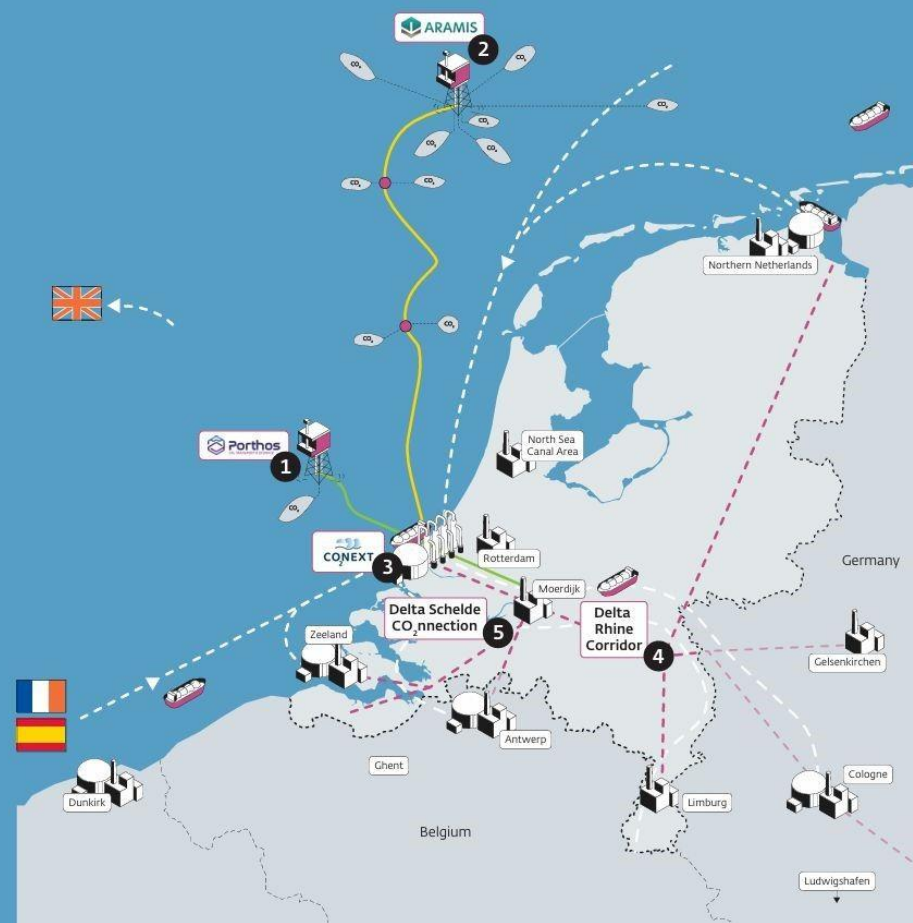 ARAMIS
2
CO₂
CO₂
CO₂
CO₂
CO₂
CO₂
CO₂
CO₂
Northern Netherlands
CO₂
CO₂
North Sea
Canal Area
Porthos
1
CO₂
CO₂NEXT
3
Rotterdam
Moerdijk
Germany
Delta Schelde
CO₂nnection
5
Delta
Rhine
Corridor
4
Zeeland
Gelsenkirchen
Antwerp
Ghent
Dunkirk
Limburg
Cologne
Belgium
Ludwigshafen